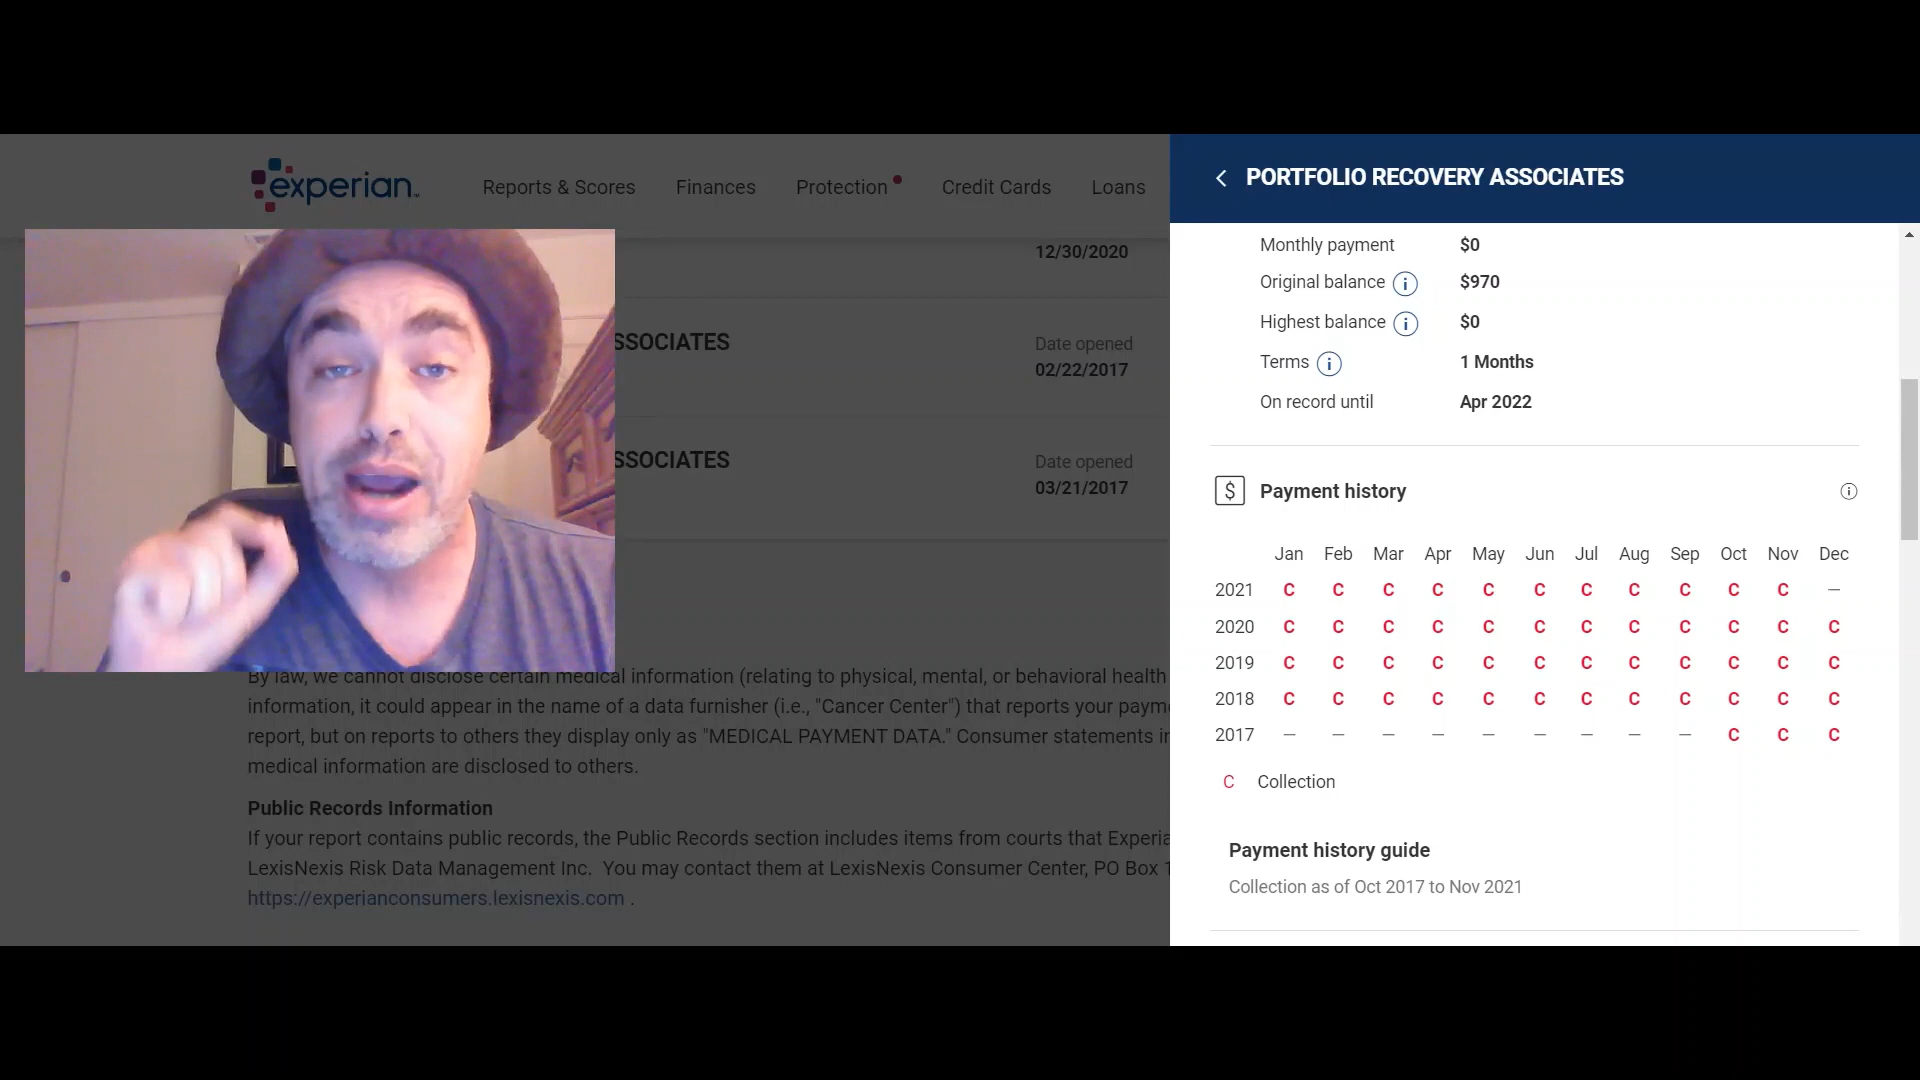 experian
Reports & Scores
Finances
Protection
Credit Cards
Loans
12/30/2020
SSOCIATES
Date opened
02/22/2017
SSOCIATES
Date opened
03/21/2017
By law, we cannot disclose certain medical information (relating to physical, mental, or behavioral health
information, it could appear in the name of a data furnisher (i.e., "Cancer Center") that reports your paym
report, but on reports to others they display only as "MEDICAL PAYMENT DATA." Consumer statements in
medical information are disclosed to others.
Public Records Information
If your report contains public records, the Public Records section includes items from courts that Experia
LexisNexis Risk Data Management Inc. You may contact them at LexisNexis Consumer Center, PO Box 1
https://experianconsumers.lexisnexis.com .
PORTFOLIO RECOVERY ASSOCIATES
Monthly payment $0
Original balance i $970
Highest balance i $0
Terms i 1 Months
On record until Apr 2022
$ Payment history i
Jan Feb Mar Apr May Jun Jul Aug Sep Oct Nov Dec
2021 C C C C C C C C C C C –
2020 C C C C C C C C C C C C
2019 C C C C C C C C C C C C
2018 C C C C C C C C C C C C
2017 – – – – – – – – – C C C
C Collection
Payment history guide
Collection as of Oct 2017 to Nov 2021